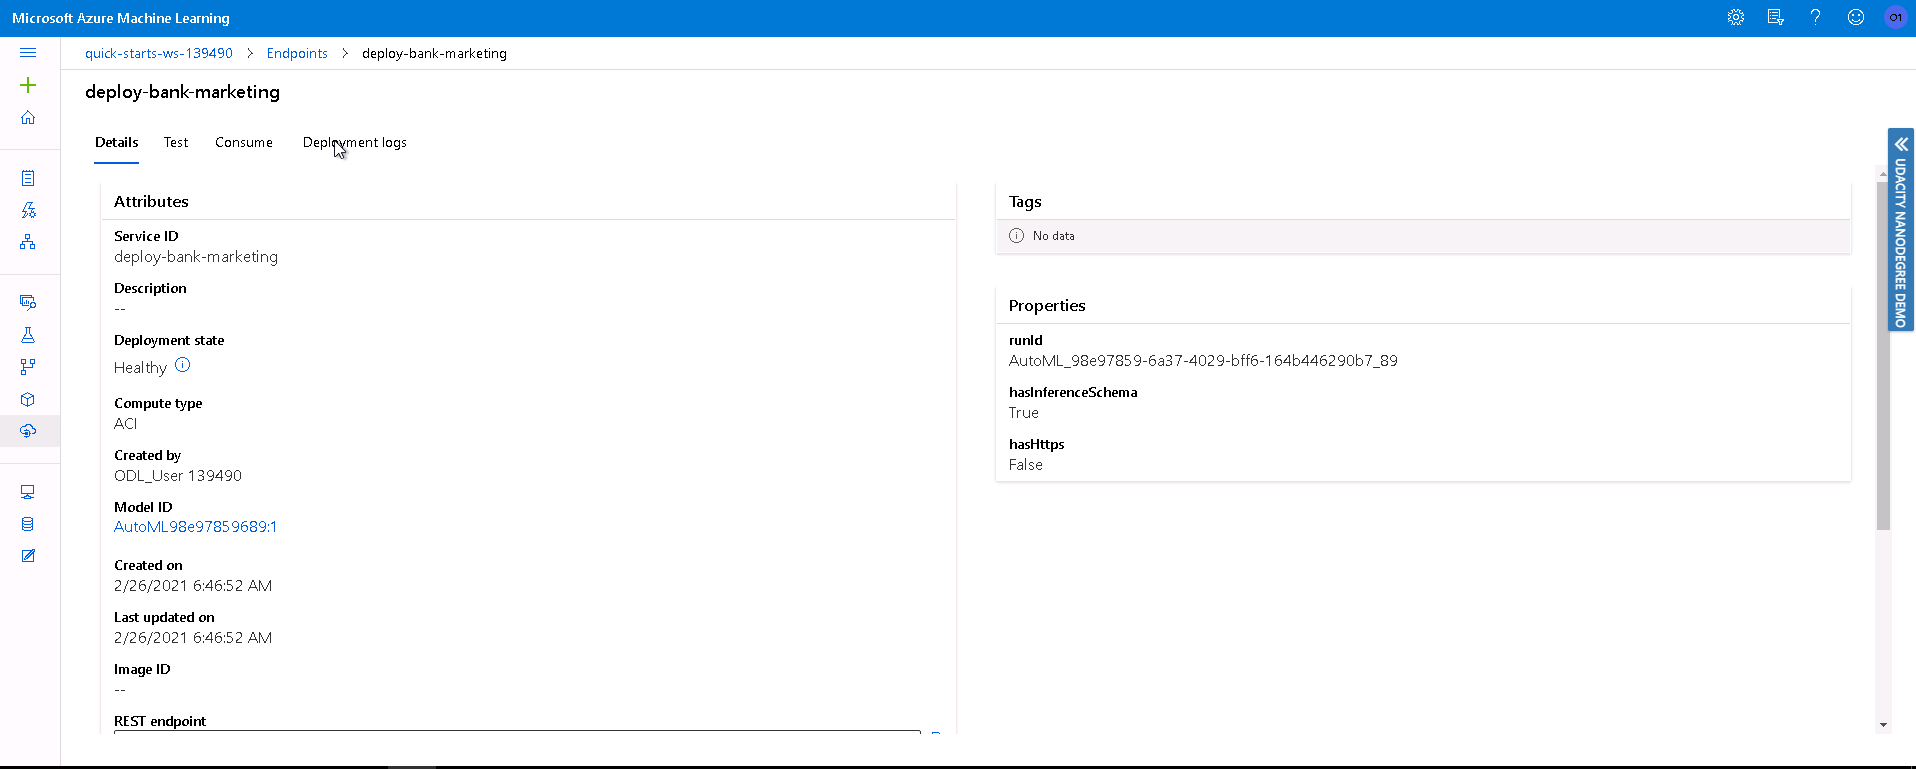 Microsoft Azure Machine Learning
O1
quick-starts-ws-139490 > Endpoints > deploy-bank-marketing
deploy-bank-marketing
Details Test Consume Deployment logs
Attributes
Service ID
deploy-bank-marketing
Description
--
Deployment state
Healthy
Compute type
ACI
Created by
ODL_User 139490
Model ID
AutoML98e97859689:1
Created on
2/26/2021 6:46:52 AM
Last updated on
2/26/2021 6:46:52 AM
Image ID
--
REST endpoint
Tags
No data
Properties
runId
AutoML_98e97859-6a37-4029-bff6-164b446290b7_89
hasInferenceSchema
True
hasHttps
False
UDACITY NANODEGREE DEMO